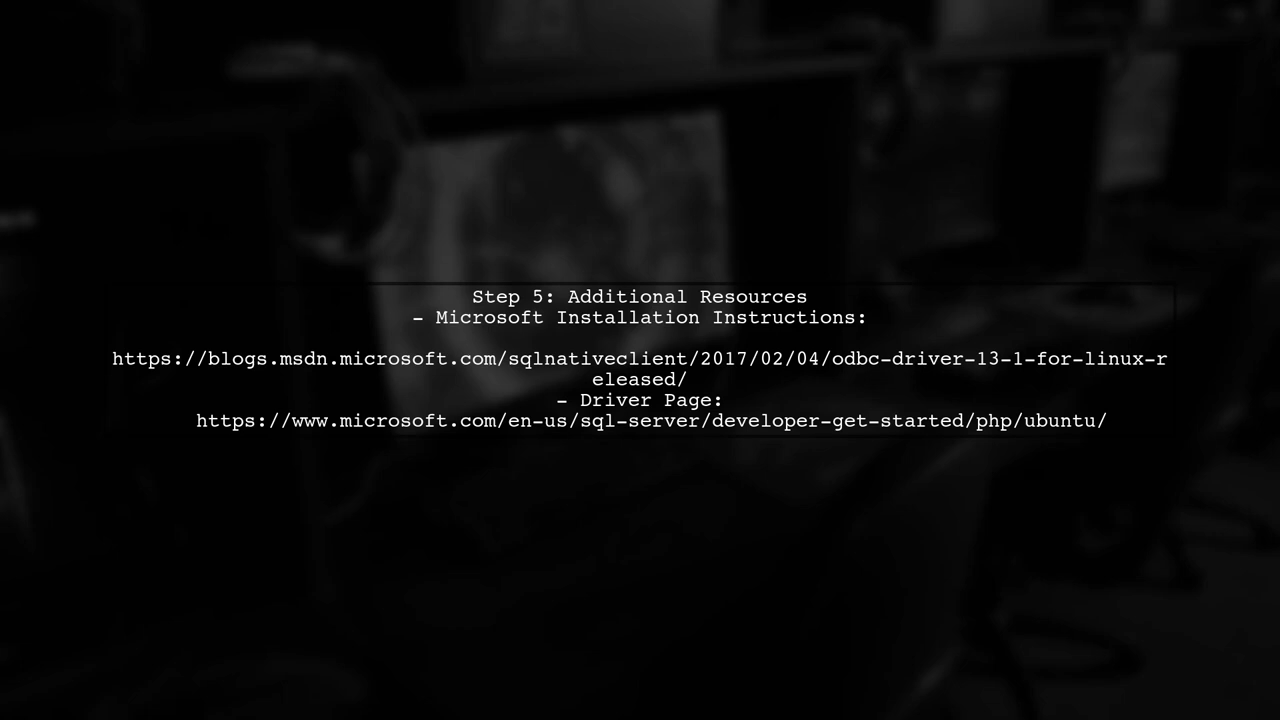 Step 5: Additional Resources
- Microsoft Installation Instructions:
https://blogs.msdn.microsoft.com/sqlnativeclient/2017/02/04/odbc-driver-13-1-for-linux-r
eleased/
- Driver Page:
https://www.microsoft.com/en-us/sql-server/developer-get-started/php/ubuntu/